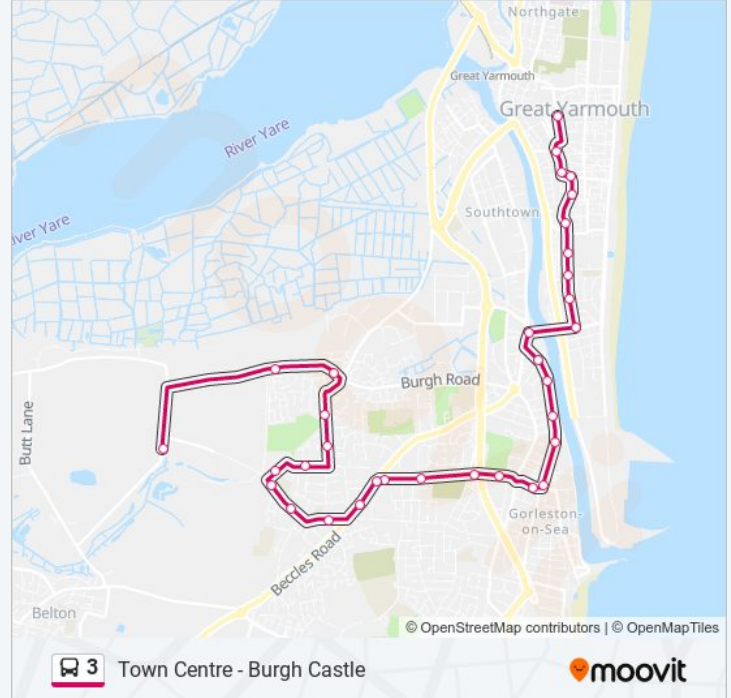 Northgate
Great Yarmouth
Great Yarmouth
River Yare
iver Yare
Southtown
Burgh Road
Butt Lane
Gorleston-
on-Sea
Beccles Road
Belton
© OpenStreetMap contributors | © OpenMapTiles
3 Town Centre - Burgh Castle
moovit